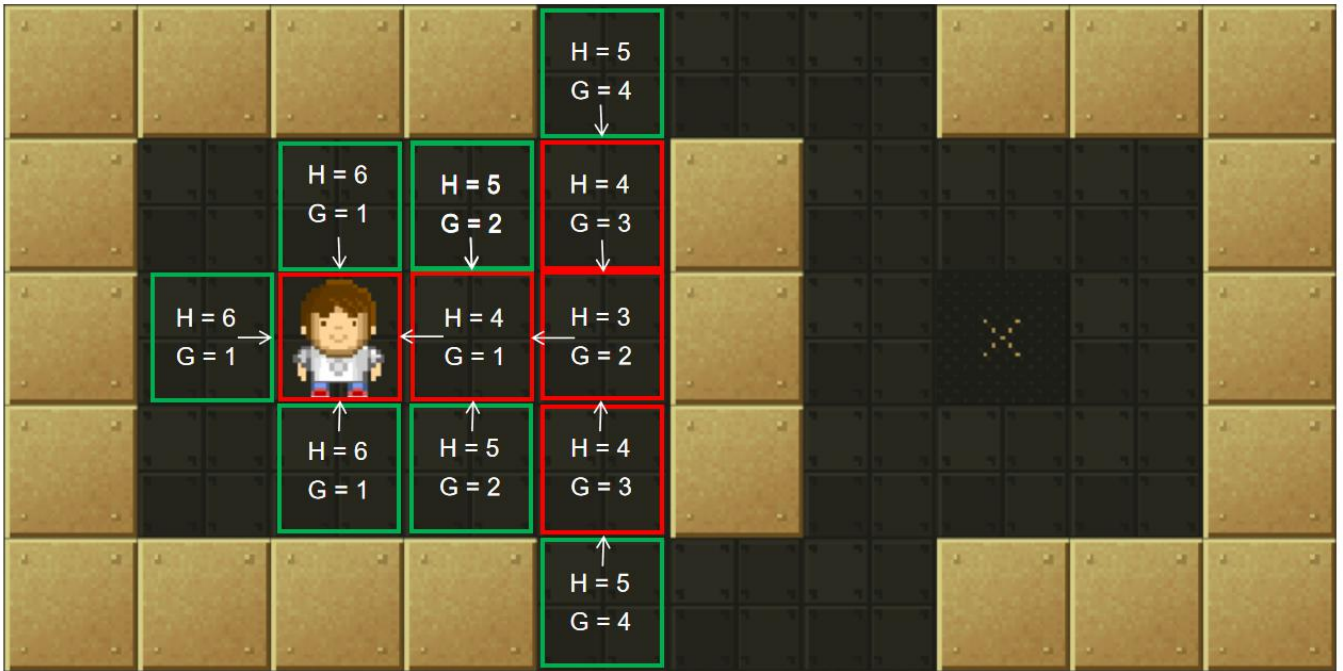 H = 5
G = 4
H = 6
G = 1
H = 5
G = 2
H = 4
G = 3
H = 6
G = 1
H = 4
G = 1
H = 3
G = 2
H = 6
G = 1
H = 5
G = 2
H = 4
G = 3
H = 5
G = 4